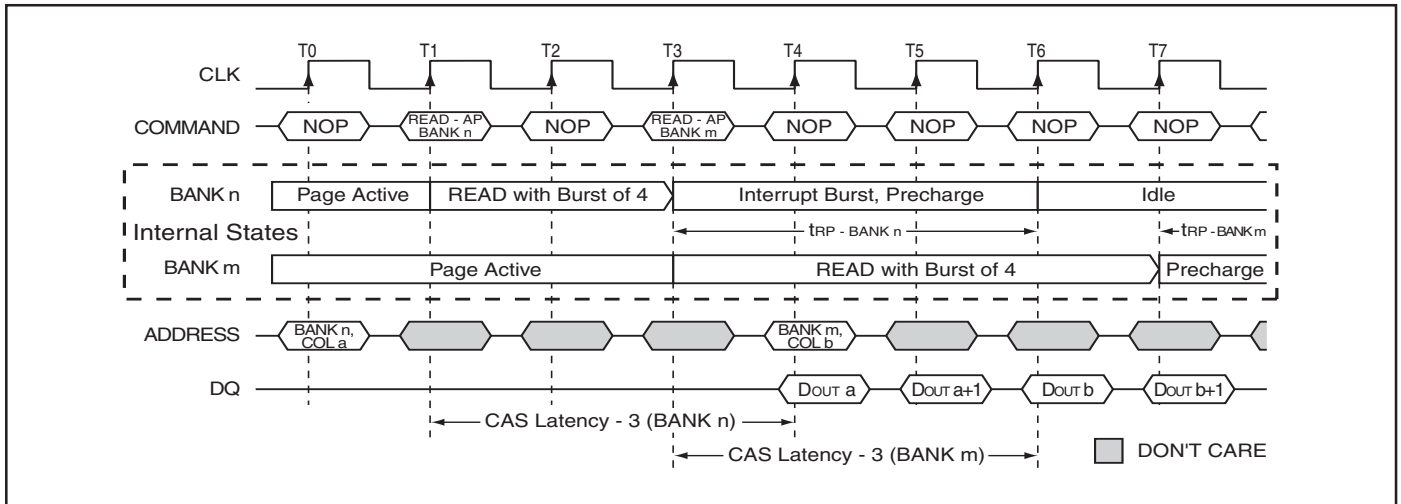 T0 T1 T2 T3 T4 T5 T6 T7
CLK
COMMAND NOP READ - AP BANK n NOP READ - AP BANK m NOP NOP NOP NOP
BANK n Page Active READ with Burst of 4 Interrupt Burst, Precharge Idle
Internal States tRP - BANK n tRP - BANK m
BANK m Page Active READ with Burst of 4 Precharge
ADDRESS BANK n, COL a BANK m, COL b
DQ DOUT a DOUT a+1 DOUT b DOUT b+1
CAS Latency - 3 (BANK n)
CAS Latency - 3 (BANK m) DON'T CARE